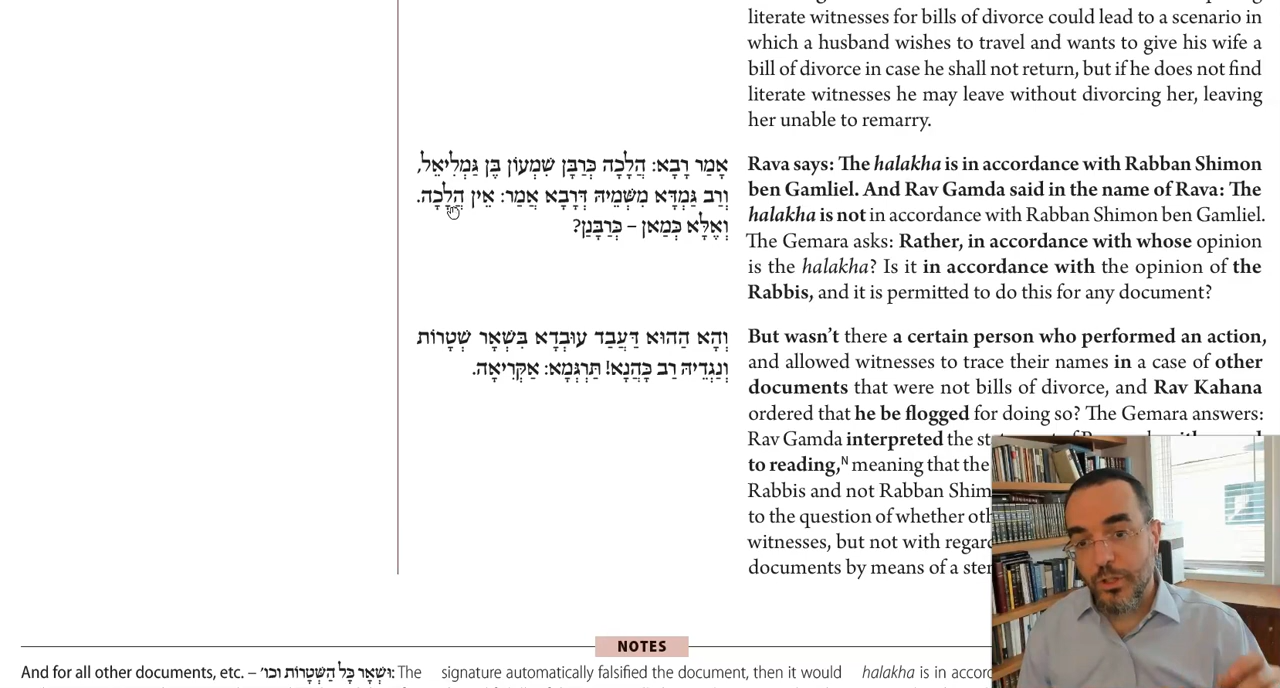 literate witnesses for bills of divorce could lead to a scenario in
which a husband wishes to travel and wants to give his wife a
bill of divorce in case he shall not return, but if he does not find
literate witnesses he may leave without divorcing her, leaving
her unable to remarry.
אָמַר רָבָא: הֲלָכָה כְּרַבָּן שִׁמְעוֹן בֶּן גַּמְלִיאֵל,
וְרַב גַּמְדָּא מִשְּׁמֵיהּ דְּרָבָא אֲמַר: אֵין הֲלָכָה.
וְאֶלָּא כְּמַאן – כְּרַבָּנַן?
Rava says: The halakha is in accordance with Rabban Shimon
ben Gamliel. And Rav Gamda said in the name of Rava: The
halakha is not in accordance with Rabban Shimon ben Gamliel.
The Gemara asks: Rather, in accordance with whose opinion
is the halakha? Is it in accordance with the opinion of the
Rabbis, and it is permitted to do this for any document?
וְהָא הַהוּא דַּעֲבַד עוּבְדָא בִּשְׁאָר שְׁטָרוֹת
וְנַגְדֵיהּ רַב כָּהֲנָא! תַּרְגְּמָא: אַקְּרִיאָה.
But wasn't there a certain person who performed an action,
and allowed witnesses to trace their names in a case of other
documents that were not bills of divorce, and Rav Kahana
ordered that he be flogged for doing so? The Gemara answers:
Rav Gamda interpreted the
to reading,N meaning that the
Rabbis and not Rabban
to the question of whether
witnesses, but not with
documents by means of a
NOTES
And for all other documents, etc. – וּשְׁאָר כָּל הַשְּׁטָרוֹת וכו׳: The
signature automatically falsified the document, then it would
halakha is in